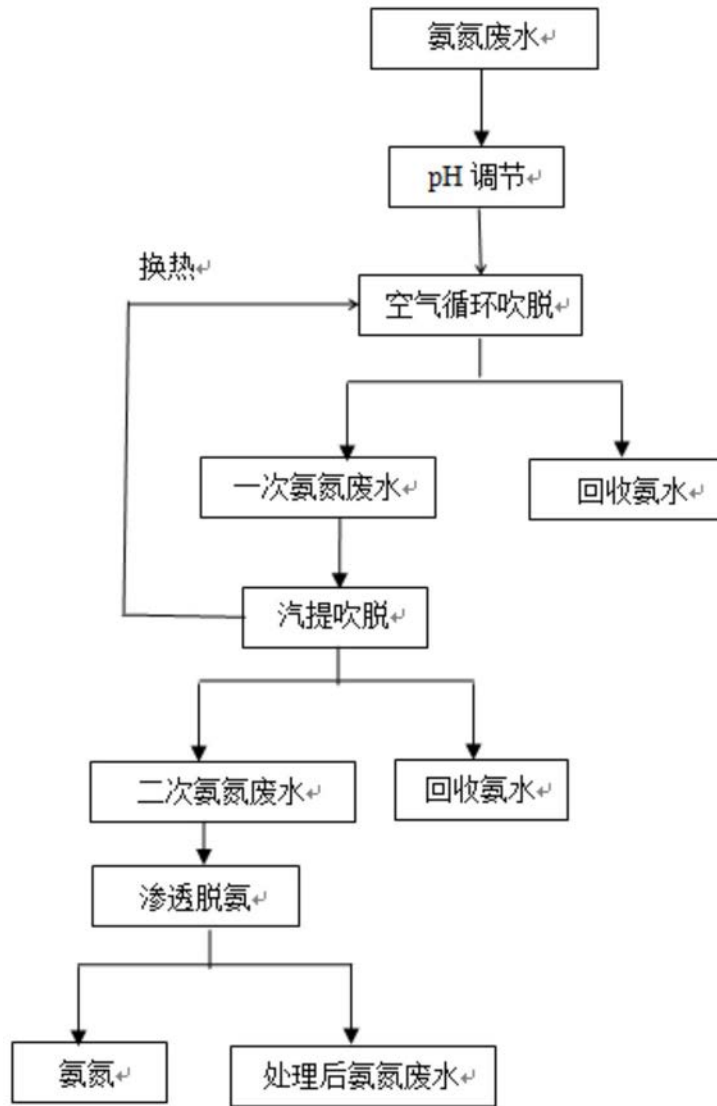 氨氮废水↵
pH 调节↵
换热↵
空气循环吹脱↵
一次氨氮废水↵
回收氨水↵
汽提吹脱↵
二次氨氮废水↵
回收氨水↵
渗透脱氨↵
氨氮↵
处理后氨氮废水↵